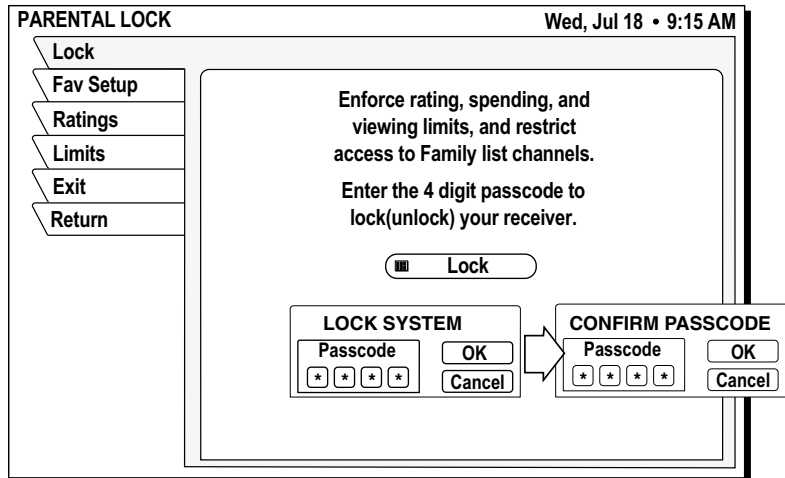 PARENTAL LOCK
Wed, Jul 18 • 9:15 AM
Lock
Fav Setup
Ratings
Limits
Exit
Return
Enforce rating, spending, and
viewing limits, and restrict
access to Family list channels.
Enter the 4 digit passcode to
lock(unlock) your receiver.
Lock
LOCK SYSTEM
Passcode
* * * *
OK
Cancel
CONFIRM PASSCODE
Passcode
* * * *
OK
Cancel